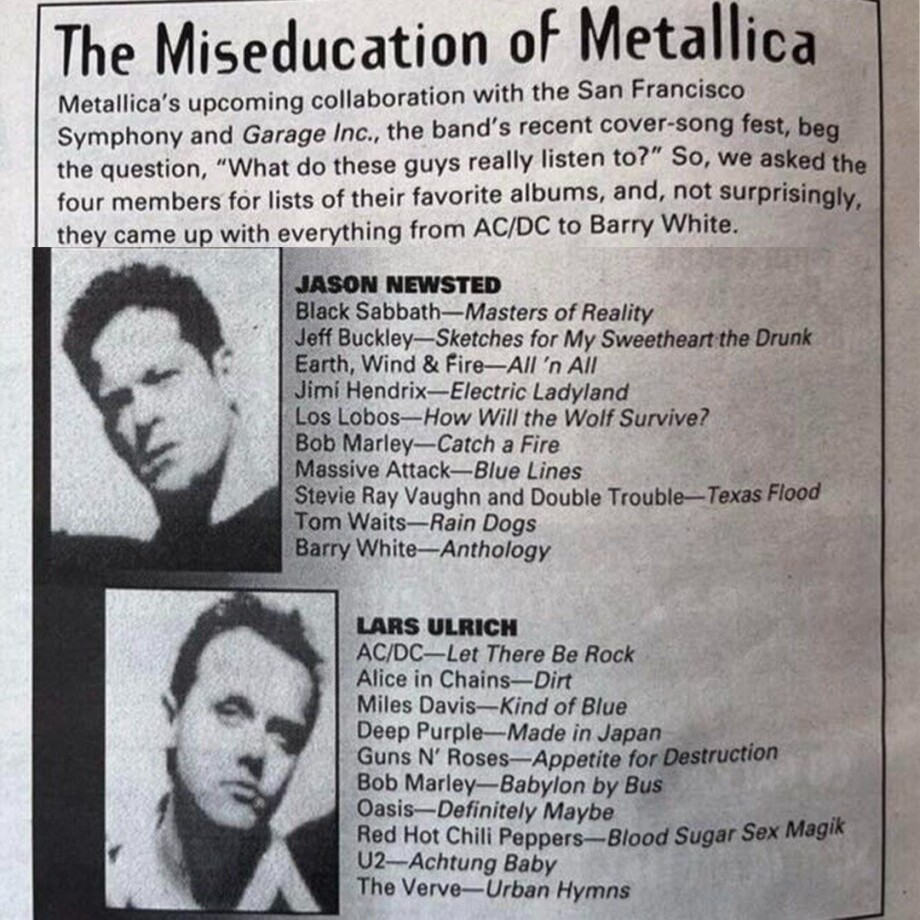 The Miseducation of Metallica
Metallica's upcoming collaboration with the San Francisco
Symphony and Garage Inc., the band's recent cover-song fest, beg
the question, "What do these guys really listen to?" So, we asked the
four members for lists of their favorite albums, and, not surprisingly,
they came up with everything from AC/DC to Barry White.
JASON NEWSTED
Black Sabbath—Masters of Reality
Jeff Buckley—Sketches for My Sweetheart the Drunk
Earth, Wind & Fire—All 'n All
Jimi Hendrix—Electric Ladyland
Los Lobos—How Will the Wolf Survive?
Bob Marley—Catch a Fire
Massive Attack—Blue Lines
Stevie Ray Vaughn and Double Trouble—Texas Flood
Tom Waits—Rain Dogs
Barry White—Anthology
LARS ULRICH
AC/DC—Let There Be Rock
Alice in Chains—Dirt
Miles Davis—Kind of Blue
Deep Purple—Made in Japan
Guns N' Roses—Appetite for Destruction
Bob Marley—Babylon by Bus
Oasis—Definitely Maybe
Red Hot Chili Peppers—Blood Sugar Sex Magik
U2—Achtung Baby
The Verve—Urban Hymns